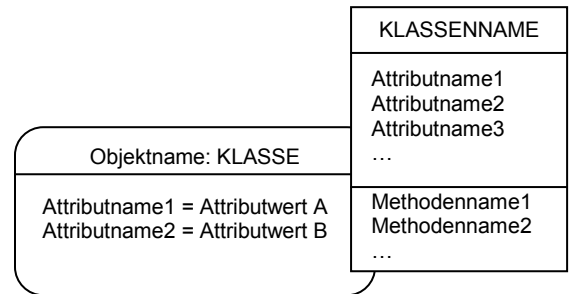 KLASSENNAME
Attributname1
Attributname2
Attributname3
…
Methodenname1
Methodenname2
…
Objektname: KLASSE
Attributname1 = Attributwert A
Attributname2 = Attributwert B